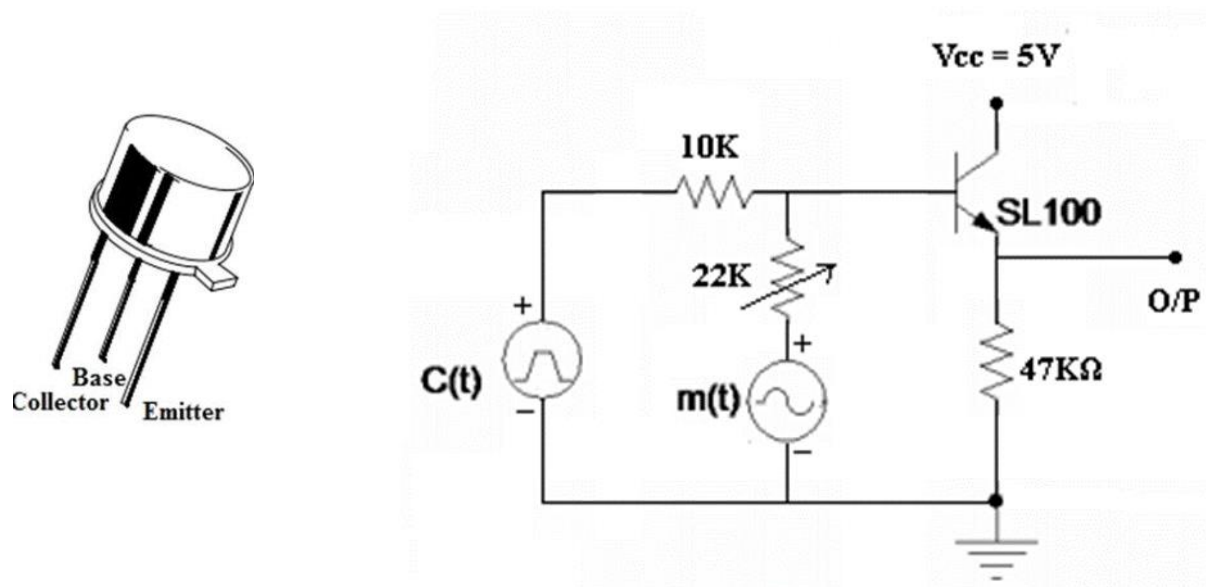 Collector
Base
Emitter
Vcc = 5V
10K
SL100
22K
O/P
+
C(t)
−
+
m(t)
−
47KΩ